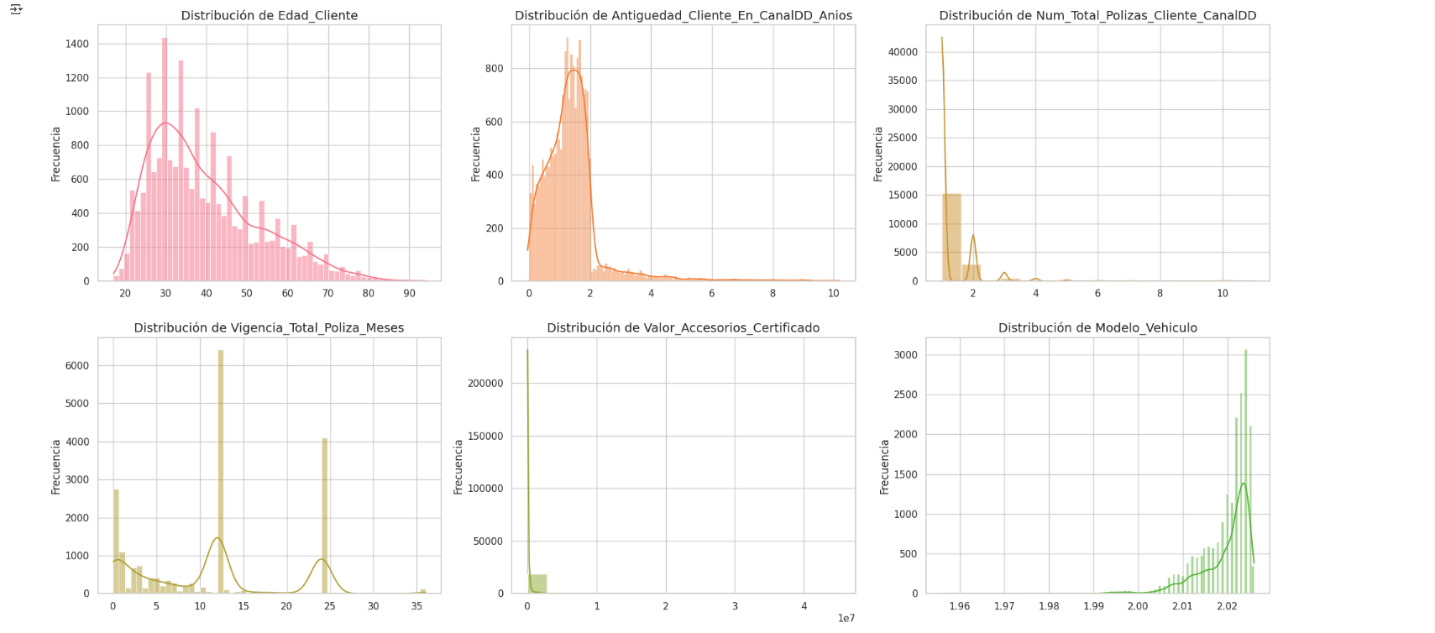 Distribución de Edad_Cliente
Frecuencia
1400
1200
1000
800
600
400
200
0
20 30 40 50 60 70 80 90
Distribución de Antiguedad_Cliente_En_CanalDD_Anios
Frecuencia
800
600
400
200
0
0 2 4 6 8 10
Distribución de Num_Total_Polizas_Cliente_CanalDD
Frecuencia
40000
35000
30000
25000
20000
15000
10000
5000
0
2 4 6 8 10
Distribución de Vigencia_Total_Poliza_Meses
Frecuencia
6000
5000
4000
3000
2000
1000
0
0 5 10 15 20 25 30 35
Distribución de Valor_Accesorios_Certificado
Frecuencia
200000
150000
100000
50000
0
0 1 2 3 4
1e7
Distribución de Modelo_Vehiculo
Frecuencia
3000
2500
2000
1500
1000
500
0
1.96 1.97 1.98 1.99 2.00 2.01 2.02